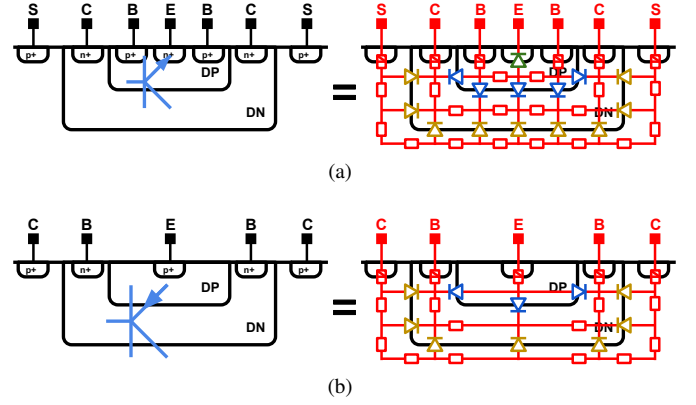 S C B E B C S S C B E B C S
p+ n+ p+ n+ p+ n+ p+
DP DP
= 
DN DN
(a)
C B E B C C B E B C
p+ n+ p+ n+ p+
DP DP
=
DN DN
(b)